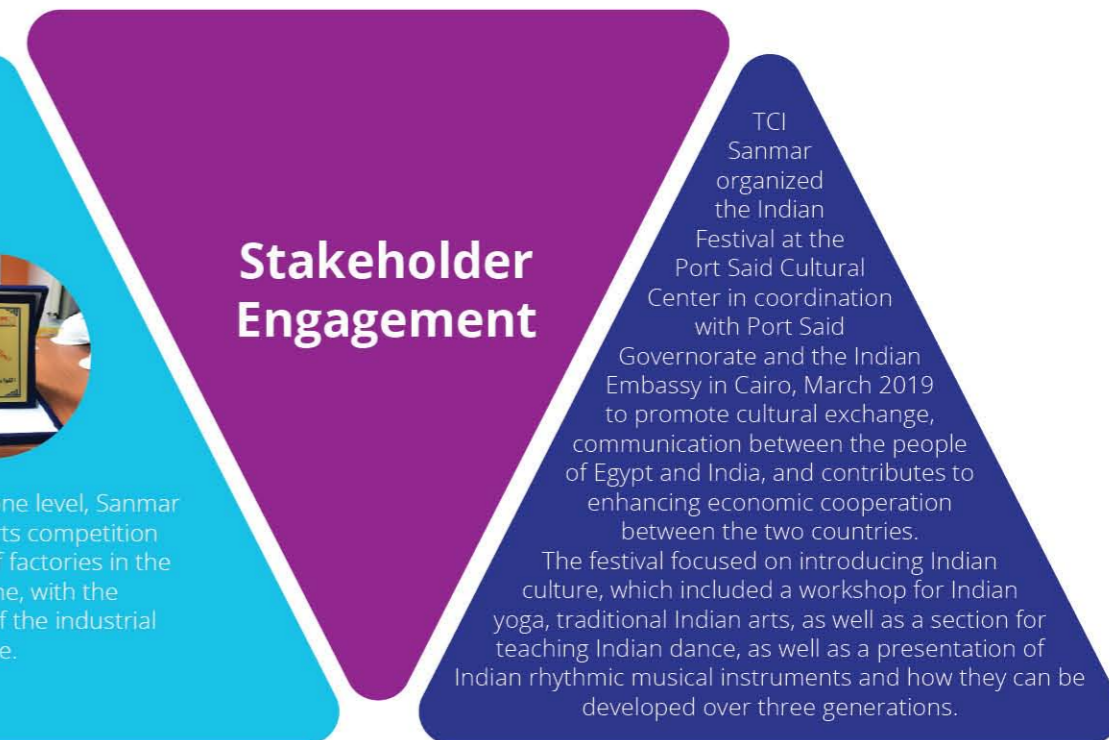 ne level, Sanmar
rts competition
f factories in the
ne, with the
f the industrial
e.
Stakeholder
Engagement
TCI
Sanmar
organized
the Indian
Festival at the
Port Said Cultural
Center in coordination
with Port Said
Governorate and the Indian
Embassy in Cairo, March 2019
to promote cultural exchange,
communication between the people
of Egypt and India, and contributes to
enhancing economic cooperation
between the two countries.
The festival focused on introducing Indian
culture, which included a workshop for Indian
yoga, traditional Indian arts, as well as a section for
teaching Indian dance, as well as a presentation of
Indian rhythmic musical instruments and how they can be
developed over three generations.